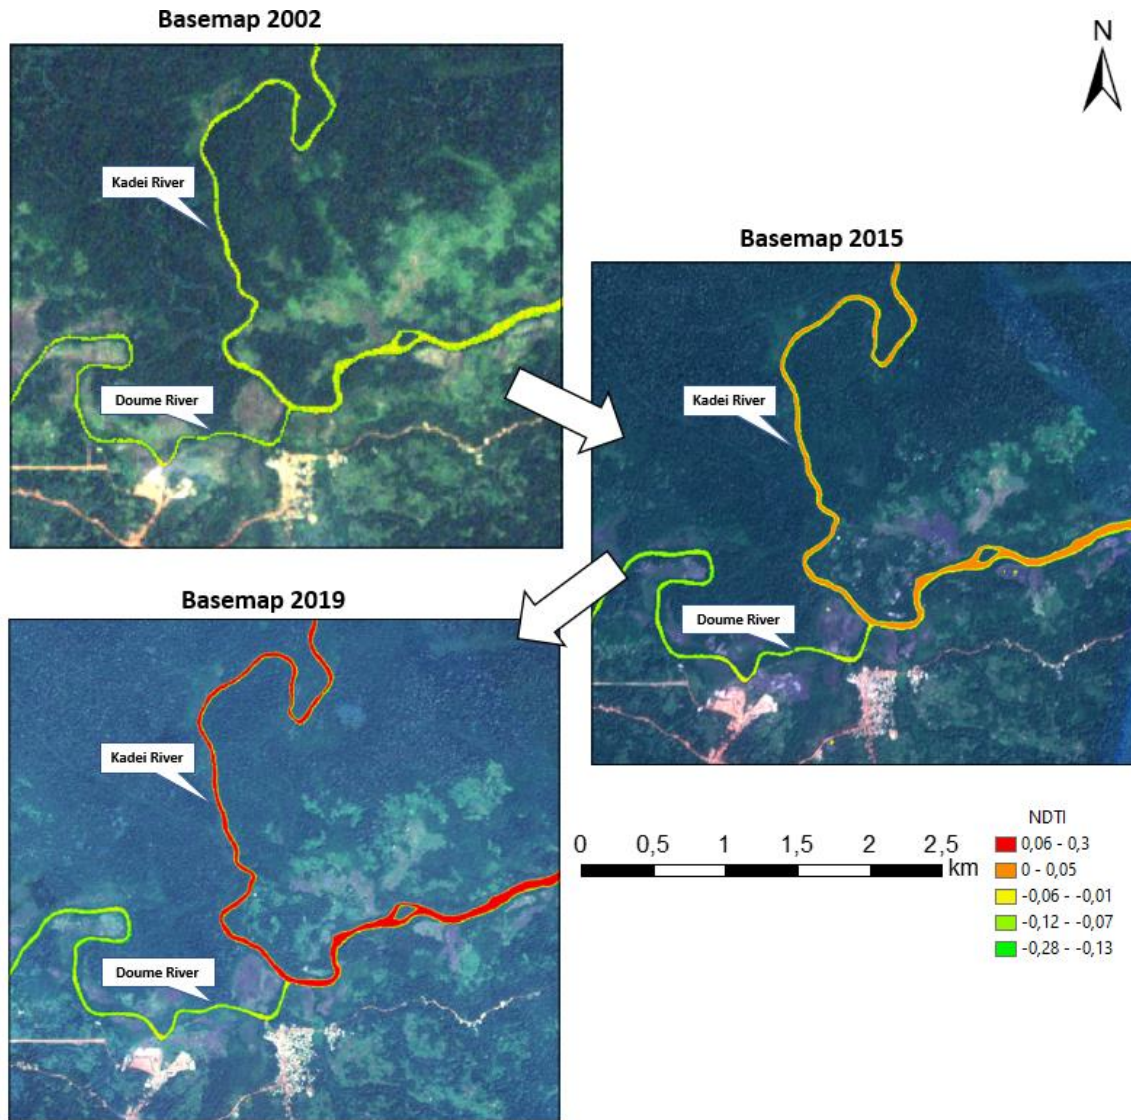 Basemap 2002
N
Kadei River
Doume River
Basemap 2015
Kadei River
Doume River
Basemap 2019
Kadei River
Doume River
0 0,5 1 1,5 2 2,5
km
NDTI
0,06 - 0,3
0 - 0,05
-0,06 - -0,01
-0,12 - -0,07
-0,28 - -0,13